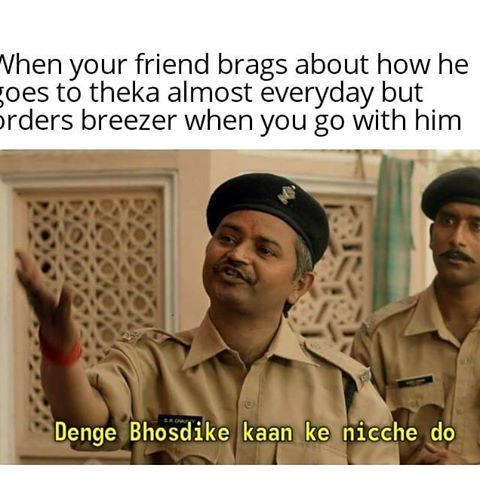 When your friend brags about how he
goes to theka almost everyday but
orders breezer when you go with him
Denge Bhosdike kaan ke nicche do